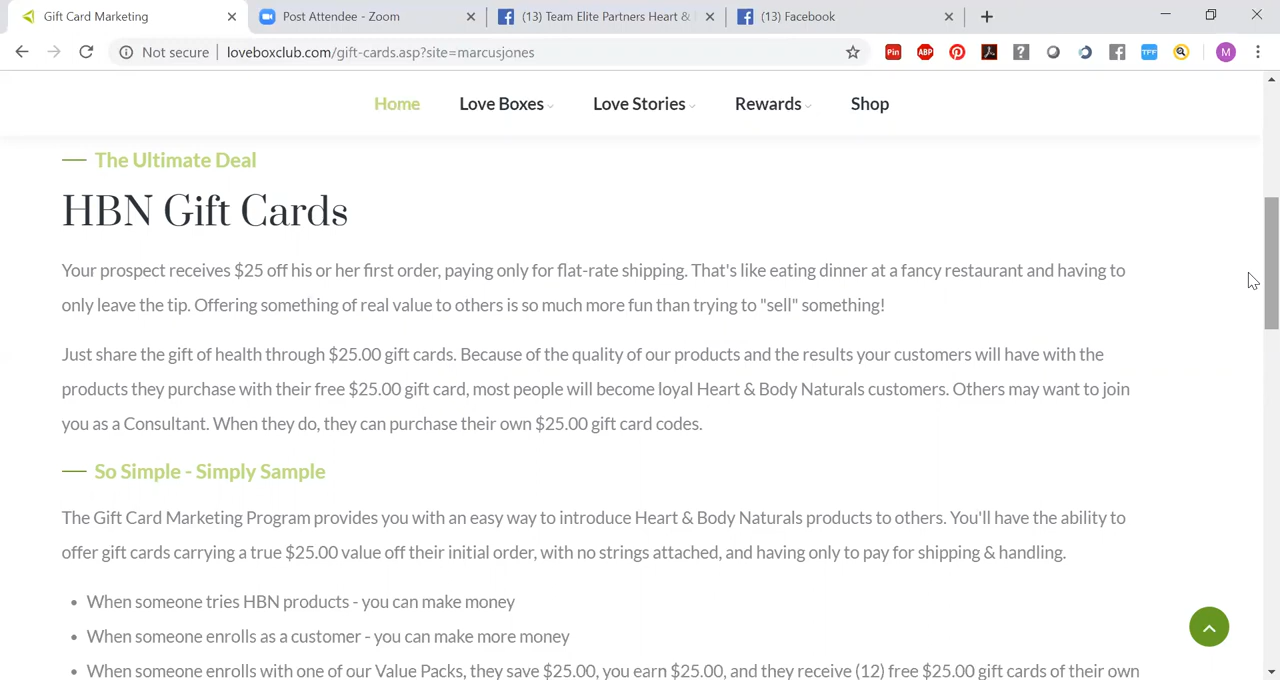 Gift Card Marketing
Post Attendee - Zoom
(13) Team Elite Partners Heart &
(13) Facebook
Not secure
loveboxclub.com/gift-cards.asp?site=marcusjones
Pin
ABP
?
TFF
M
Home
Love Boxes
Love Stories
Rewards
Shop
The Ultimate Deal
HBN Gift Cards
Your prospect receives $25 off his or her first order, paying only for flat-rate shipping. That's like eating dinner at a fancy restaurant and having to
only leave the tip. Offering something of real value to others is so much more fun than trying to "sell" something!
Just share the gift of health through $25.00 gift cards. Because of the quality of our products and the results your customers will have with the
products they purchase with their free $25.00 gift card, most people will become loyal Heart & Body Naturals customers. Others may want to join
you as a Consultant. When they do, they can purchase their own $25.00 gift card codes.
So Simple - Simply Sample
The Gift Card Marketing Program provides you with an easy way to introduce Heart & Body Naturals products to others. You'll have the ability to
offer gift cards carrying a true $25.00 value off their initial order, with no strings attached, and having only to pay for shipping & handling.
• When someone tries HBN products - you can make money
• When someone enrolls as a customer - you can make more money
• When someone enrolls with one of our Value Packs, they save $25.00, you earn $25.00, and they receive (12) free $25.00 gift cards of their own